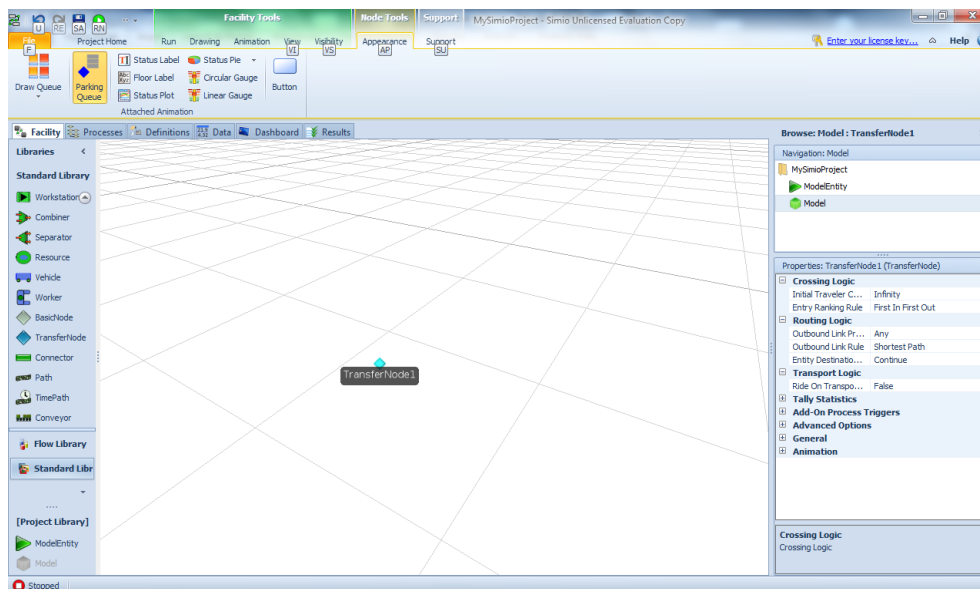 Facility Tools
Node Tools
Support
MySimioProject - Simio Unlicensed Evaluation Copy
U
RE
SA
RN
File
Project Home
Run
Drawing
Animation
View
Visibility
Appearance
Support
Enter your license key...
Help
F
VI
VS
AP
SU
Draw Queue
Parking Queue
Status Label
Status Pie
Floor Label
Circular Gauge
Status Plot
Linear Gauge
Button
Attached Animation
Facility
Processes
Definitions
Data
Dashboard
Results
Browse: Model : TransferNode1
Libraries
Standard Library
Workstation
Combiner
Separator
Resource
Vehicle
Worker
BasicNode
TransferNode
Connector
Path
TimePath
Conveyor
Flow Library
Standard Libr
[Project Library]
ModelEntity
Model
TransferNode1
Navigation: Model
MySimioProject
ModelEntity
Model
Properties: TransferNode1 (TransferNode)
Crossing Logic
Initial Traveler C... Infinity
Entry Ranking Rule First In First Out
Routing Logic
Outbound Link Pr... Any
Outbound Link Rule Shortest Path
Entity Destinatio... Continue
Transport Logic
Ride On Transpo... False
Tally Statistics
Add-On Process Triggers
Advanced Options
General
Animation
Crossing Logic
Crossing Logic
Stopped